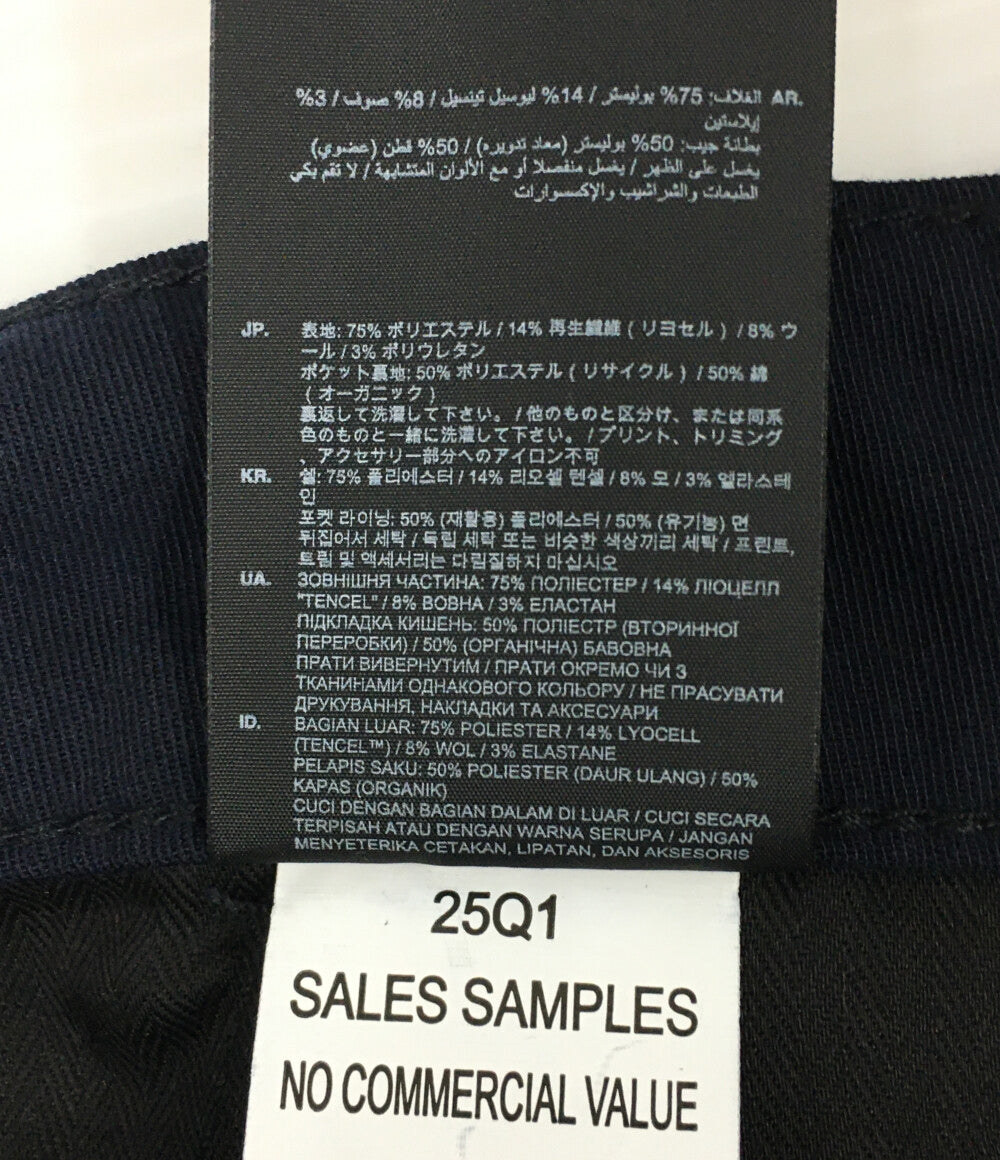 AR. الغلاف: 75% بوليستر / 14% ليوسيل تينسيل / 8% صوف / 3%
إيلاستين
بطانة جيب: 50% بوليستر (معاد تدويره) / 50% قطن (عضوي)
يغسل على الظهر / يغسل منفصلا أو مع الألوان المتشابهة / لا تقم بكي
الطبعات والشراشيب والإكسسوارات
JP. 表地: 75% ポリエステル / 14% 再生繊維 ( リヨセル ) / 8% ウ
ール / 3% ポリウレタン
ポケット裏地: 50% ポリエステル ( リサイクル ) / 50% 綿
( オーガニック )
裏返して洗濯して下さい。 / 他のものと区分け、または同系
色のものと一緒に洗濯して下さい。 / プリント、トリミング
、アクセサリー部分へのアイロン不可
KR. 쉘: 75% 폴리에스터 / 14% 리오셀 텐셀 / 8% 모 / 3% 엘라스테
인
포켓 라이닝: 50% (재활용) 폴리에스터 / 50% (유기농) 면
뒤집어서 세탁 / 독립 세탁 또는 비슷한 색상끼리 세탁 / 프린트,
트림 및 액세서리는 다림질하지 마십시오
UA. ЗОВНІШНЯ ЧАСТИНА: 75% ПОЛІЕСТЕР / 14% ЛІОЦЕЛЛ
"TENCEL" / 8% ВОВНА / 3% ЕЛАСТАН
ПІДКЛАДКА КИШЕНЬ: 50% ПОЛІЕСТР (ВТОРИННОЇ
ПЕРЕРОБКИ) / 50% (ОРГАНІЧНА) БАВОВНА
ПРАТИ ВИВЕРНУТИМ / ПРАТИ ОКРЕМО ЧИ З
ТКАНИНАМИ ОДНАКОВОГО КОЛЬОРУ / НЕ ПРАСУВАТИ
ДРУКУВАННЯ, НАКЛАДКИ ТА АКСЕСУАРИ
ID. BAGIAN LUAR: 75% POLIESTER / 14% LYOCELL
(TENCEL™) / 8% WOL / 3% ELASTANE
PELAPIS SAKU: 50% POLIESTER (DAUR ULANG) / 50%
KAPAS (ORGANIK)
CUCI DENGAN BAGIAN DALAM DI LUAR / CUCI SECARA
TERPISAH ATAU DENGAN WARNA SERUPA / JANGAN
MENYETERIKA CETAKAN, LIPATAN, DAN AKSESORIS
25Q1
SALES SAMPLES
NO COMMERCIAL VALUE